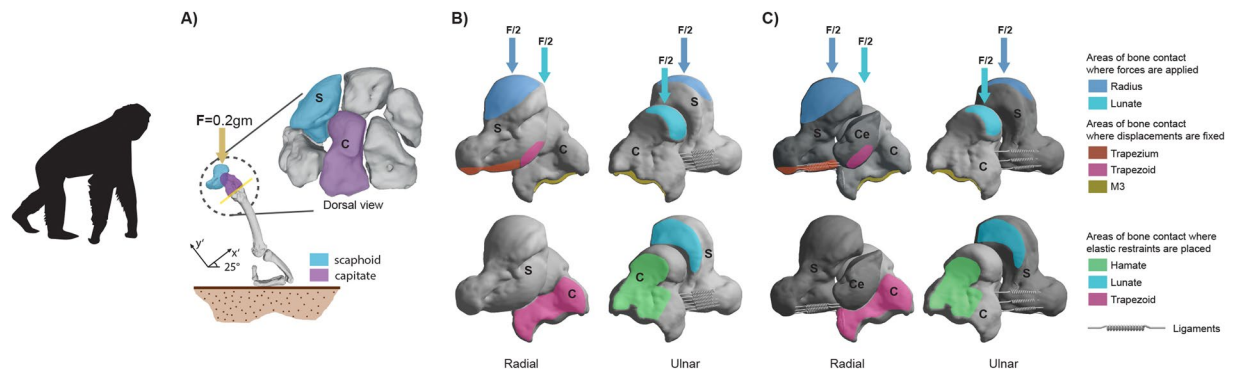 A)
S
F=0.2gm
C
Dorsal view
y'
x'
25°
scaphoid
capitate
B)
F/2
F/2
F/2
F/2
S
S
C
C
C
S
S
C
Radial
Ulnar
C)
F/2
F/2
F/2
F/2
S
Ce
C
S
C
S
Ce
C
S
C
Radial
Ulnar
Areas of bone contact
where forces are applied
Radius
Lunate
Areas of bone contact
where displacements are fixed
Trapezium
Trapezoid
M3
Areas of bone contact where
elastic restraints are placed
Hamate
Lunate
Trapezoid
Ligaments